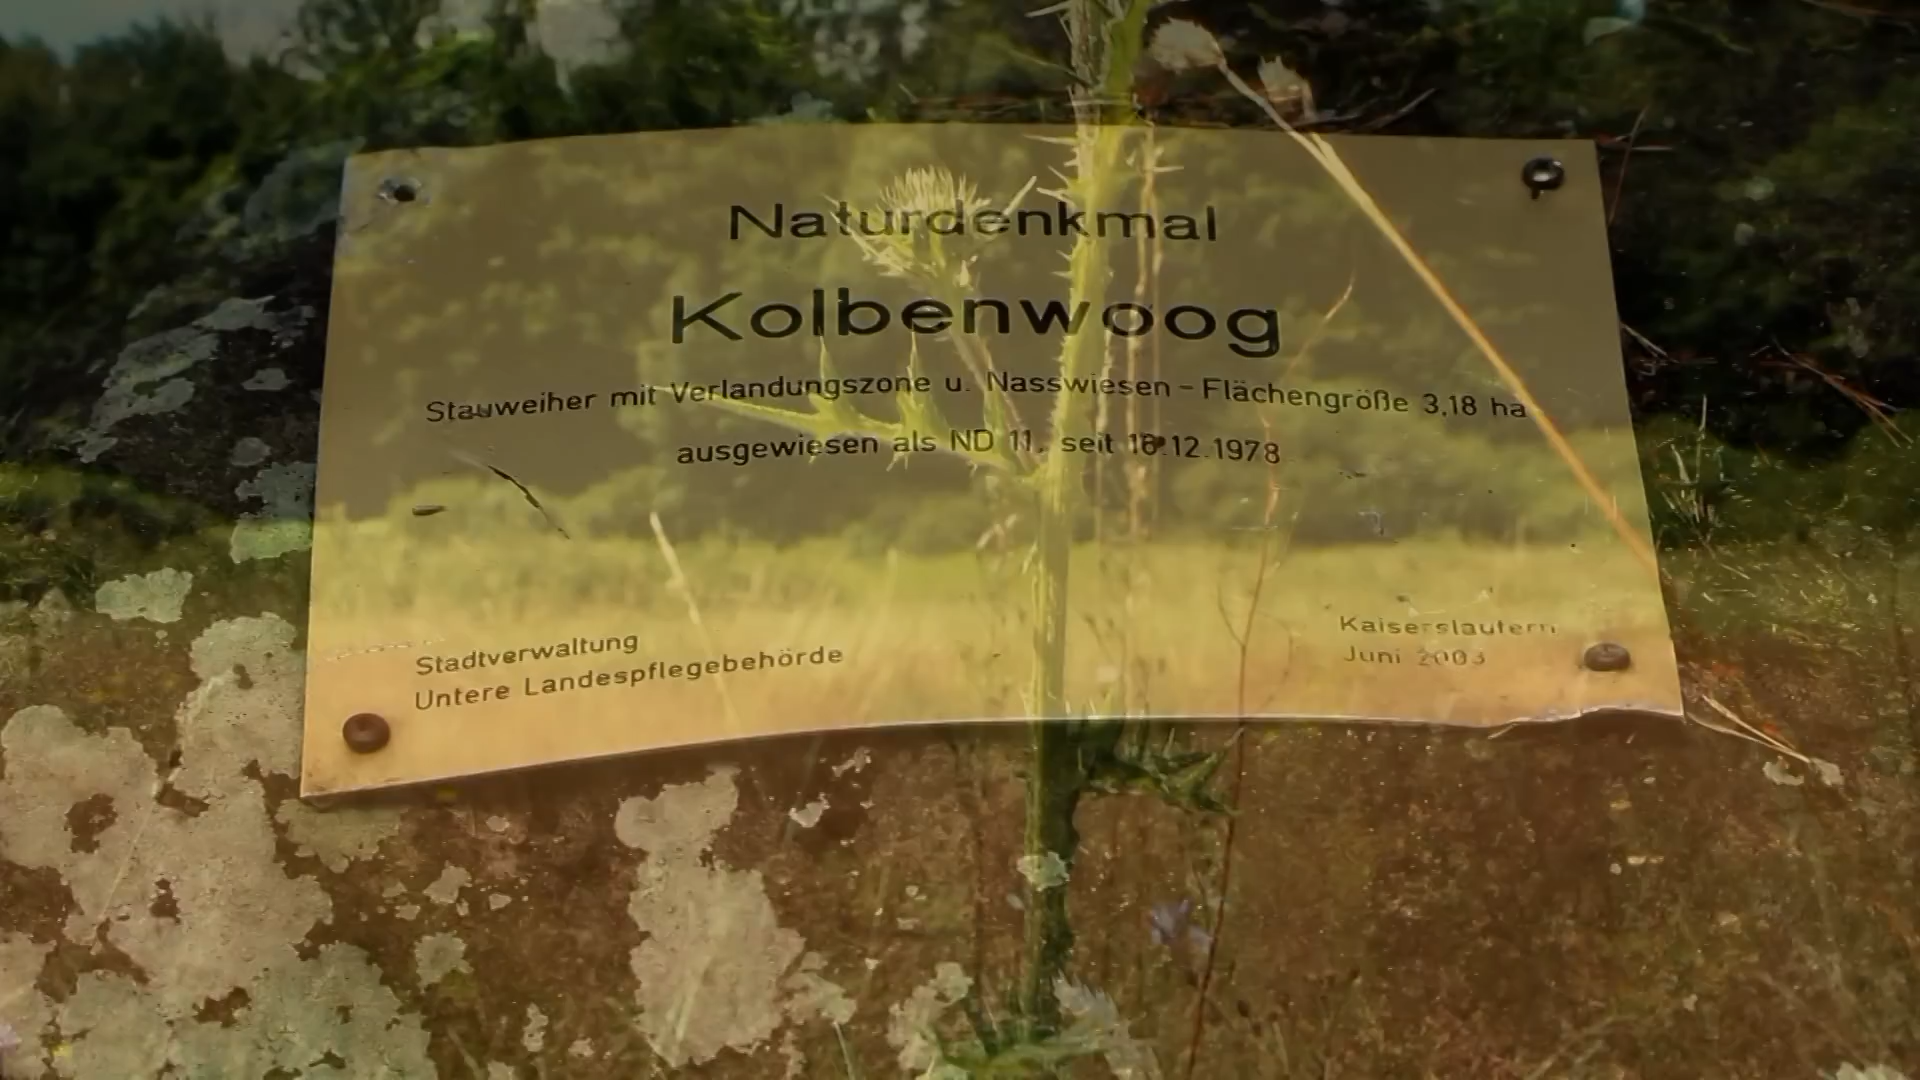 Naturdenkmal
Kolbenwoog
Stauweiher mit Verlandungszone u. Nasswiesen - Flächengröße 3,18 ha
ausgewiesen als ND 11, seit 18.12.1978
Stadtverwaltung
Untere Landespflegebehörde
Kaiserslautern
Juni 2003